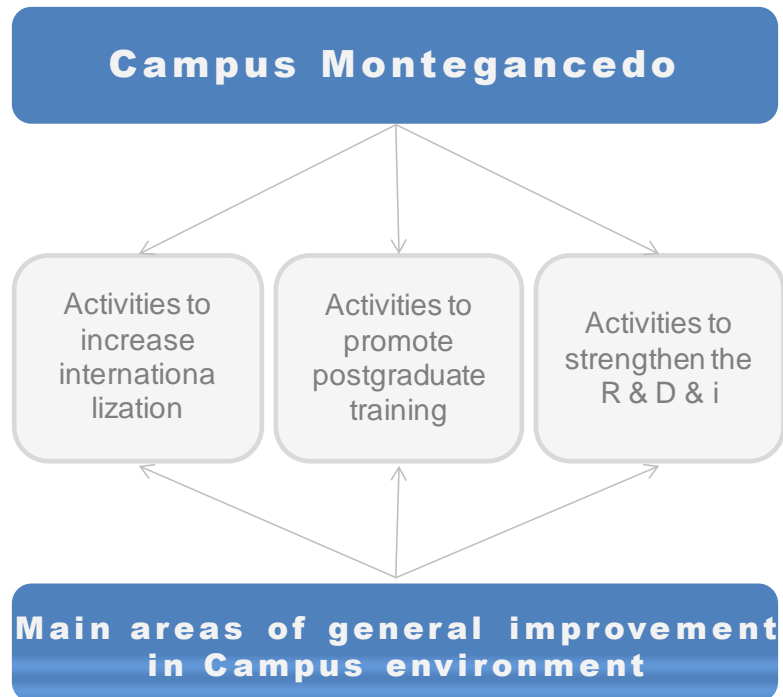 Campus Montegancedo
Activities to
increase
internationa
lization
Activities to
promote
postgraduate
training
Activities to
strengthen the
R & D & i
Main areas of general improvement
in Campus environment